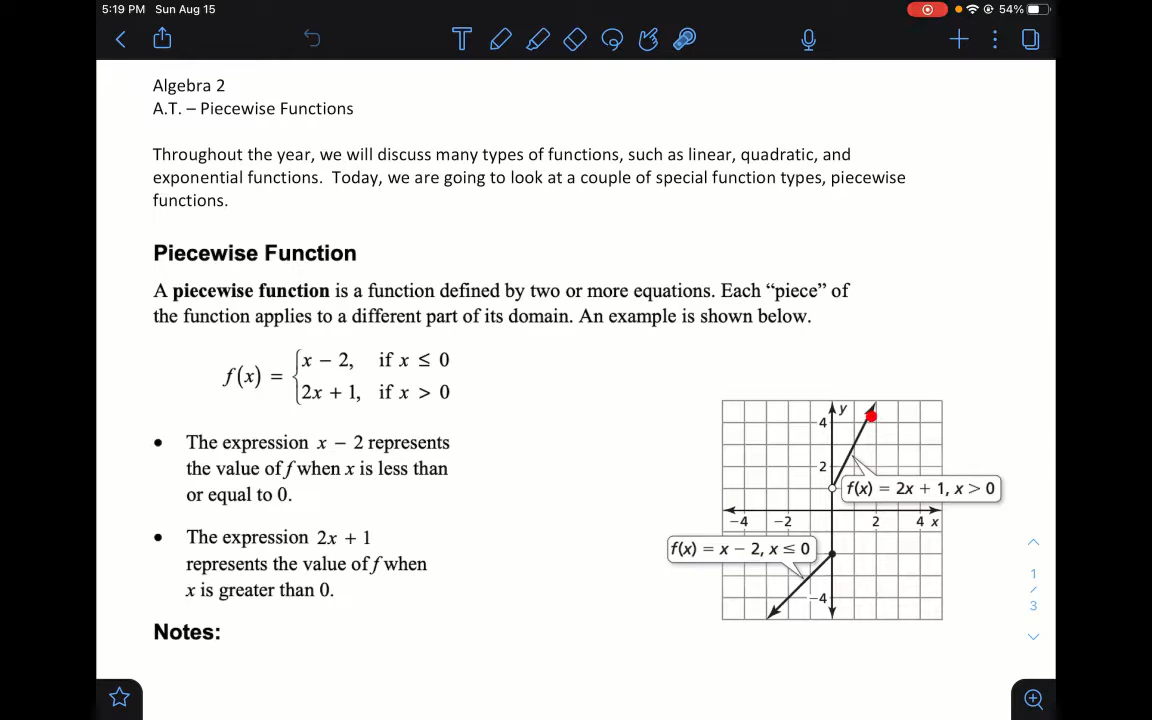 5:19 PM Sun Aug 15
54%
Algebra 2
A.T. – Piecewise Functions
Throughout the year, we will discuss many types of functions, such as linear, quadratic, and
exponential functions. Today, we are going to look at a couple of special function types, piecewise
functions.
Piecewise Function
A piecewise function is a function defined by two or more equations. Each “piece” of
the function applies to a different part of its domain. An example is shown below.
f(x) = { x − 2, if x ≤ 0
2x + 1, if x > 0
• The expression x − 2 represents
the value of f when x is less than
or equal to 0.
• The expression 2x + 1
represents the value of f when
x is greater than 0.
Notes:
y
4
2
f(x) = 2x + 1, x > 0
−4 −2 2 4 x
f(x) = x − 2, x ≤ 0
−4
1
/
3